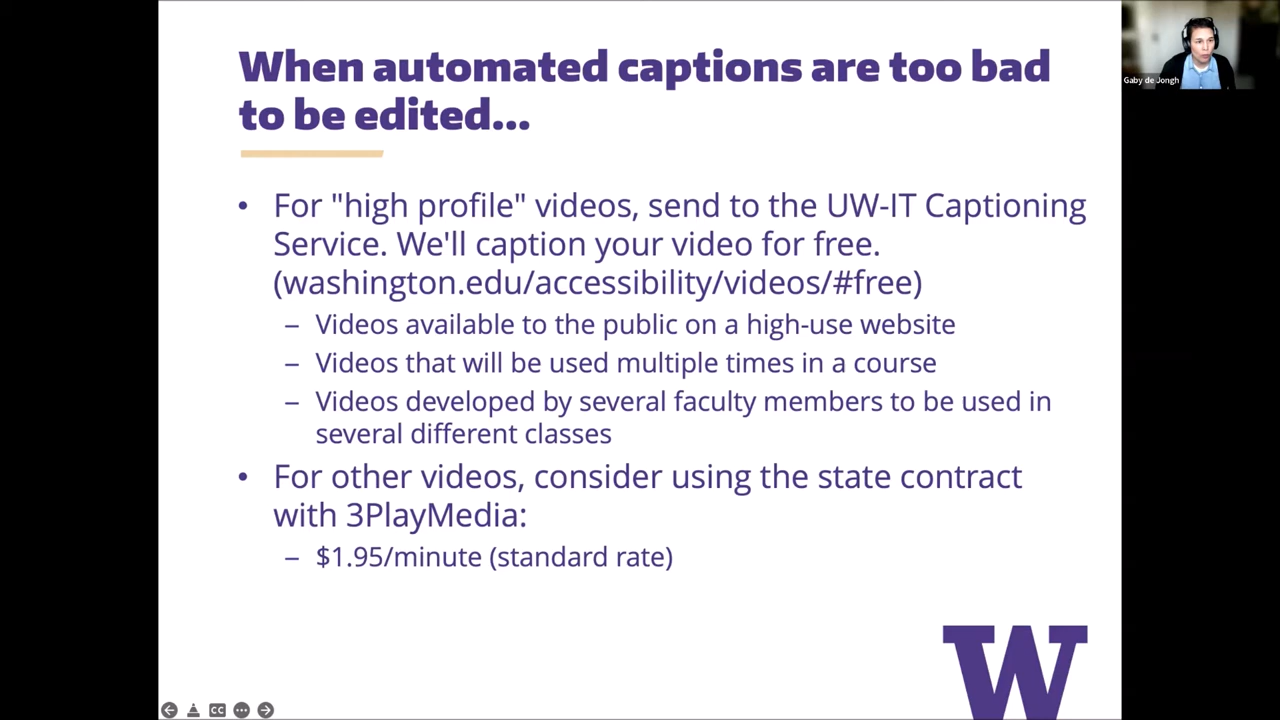 When automated captions are too bad
to be edited...
• For "high profile" videos, send to the UW-IT Captioning
Service. We'll caption your video for free.
(washington.edu/accessibility/videos/#free)
– Videos available to the public on a high-use website
– Videos that will be used multiple times in a course
– Videos developed by several faculty members to be used in
several different classes
• For other videos, consider using the state contract
with 3PlayMedia:
– $1.95/minute (standard rate)
W
CC
Gaby de Jongh